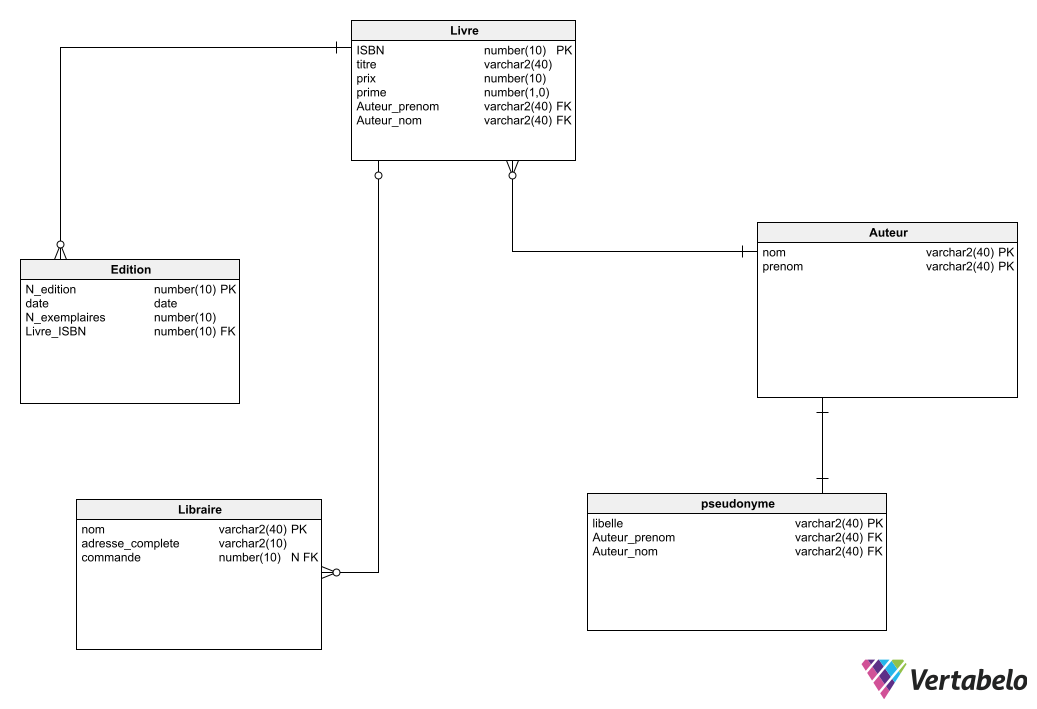 Livre
ISBN number(10) PK
titre varchar2(40)
prix number(10)
prime number(1,0)
Auteur_prenom varchar2(40) FK
Auteur_nom varchar2(40) FK
Auteur
nom varchar2(40) PK
prenom varchar2(40) PK
Edition
N_edition number(10) PK
date date
N_exemplaires number(10)
Livre_ISBN number(10) FK
Libraire
nom varchar2(40) PK
adresse_complete varchar2(10)
commande number(10) N FK
pseudonyme
libelle varchar2(40) PK
Auteur_prenom varchar2(40) FK
Auteur_nom varchar2(40) FK
Vertabelo